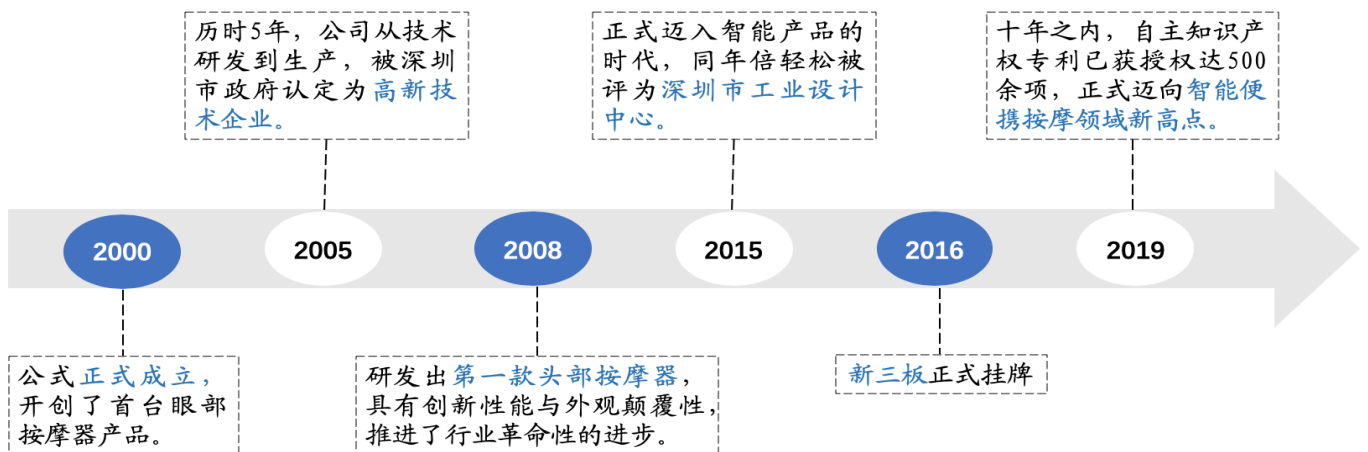 历时5年，公司从技术
研发到生产，被深圳
市政府认定为高新技
术企业。
正式迈入智能产品的
时代，同年倍轻松被
评为深圳市工业设计
中心。
十年之内，自主知识产
权专利已获授权达500
余项，正式迈向智能便
携按摩领域新高点。
2000
2005
2008
2015
2016
2019
公式正式成立，
开创了首台眼部
按摩器产品。
研发出第一款头部按摩器，
具有创新性能与外观颠覆性，
推进了行业革命性的进步。
新三板正式挂牌